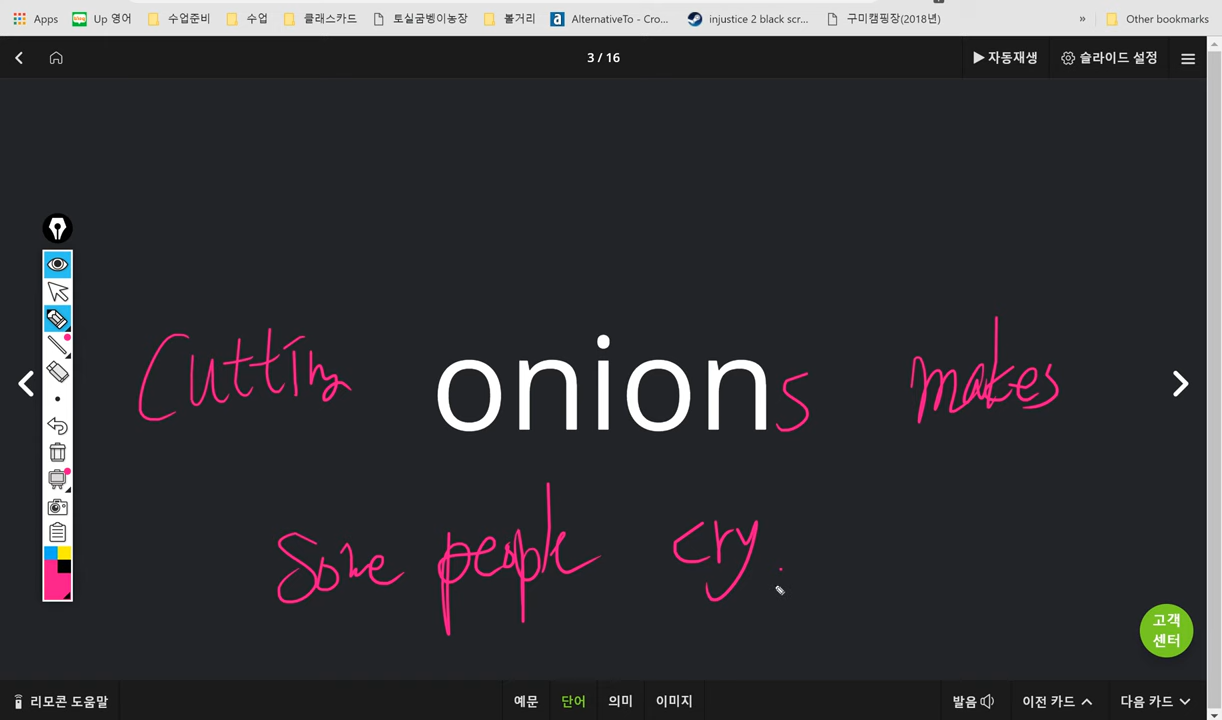 Apps Up 영어 수업준비 수업 클래스카드 토실굼벵이농장 볼거리 AlternativeTo - Cro... injustice 2 black scr... 구미캠핑장(2018년) » Other bookmarks
3 / 16 자동재생 슬라이드 설정
Cutting onions makes
Some people cry.
고객
센터
리모콘 도움말 예문 단어 의미 이미지 발음 이전 카드 다음 카드